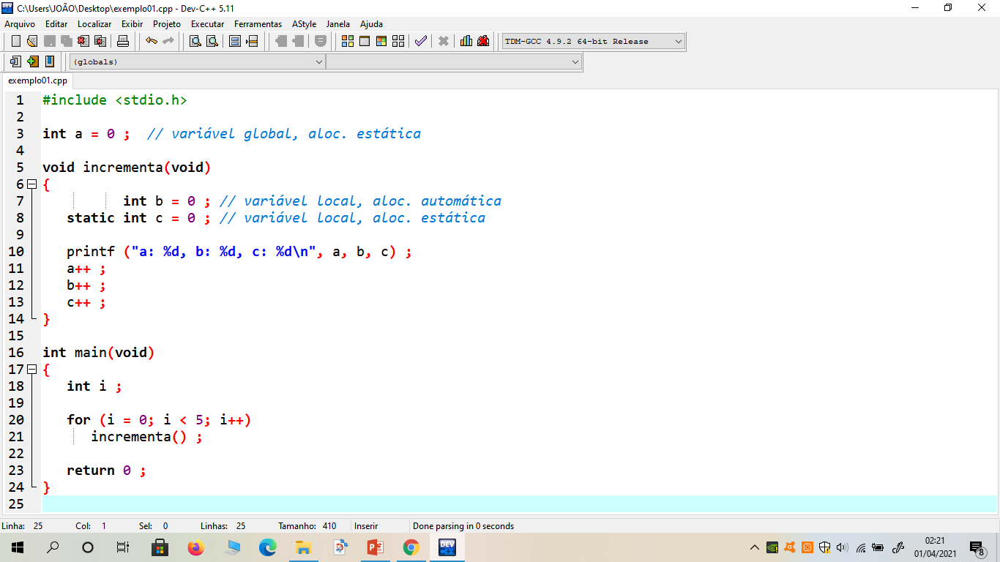 C:\Users\JOÃO\Desktop\exemplo01.cpp - Dev-C++ 5.11
Arquivo Editar Localizar Exibir Projeto Executar Ferramentas AStyle Janela Ajuda
TDM-GCC 4.9.2 64-bit Release
(globals)
exemplo01.cpp
1 #include <stdio.h>
2
3 int a = 0 ;  // variável global, aloc. estática
4
5 void incrementa(void)
6 {
7           int b = 0 ; // variável local, aloc. automática
8    static int c = 0 ; // variável local, aloc. estática
9
10    printf ("a: %d, b: %d, c: %d\n", a, b, c) ;
11    a++ ;
12    b++ ;
13    c++ ;
14 }
15
16 int main(void)
17 {
18    int i ;
19
20    for (i = 0; i < 5; i++)
21       incrementa() ;
22
23    return 0 ;
24 }
25
Linha: 25 Col: 1 Sel: 0 Linhas: 25 Tamanho: 410 Inserir Done parsing in 0 seconds
DEV
02:21
01/04/2021
8